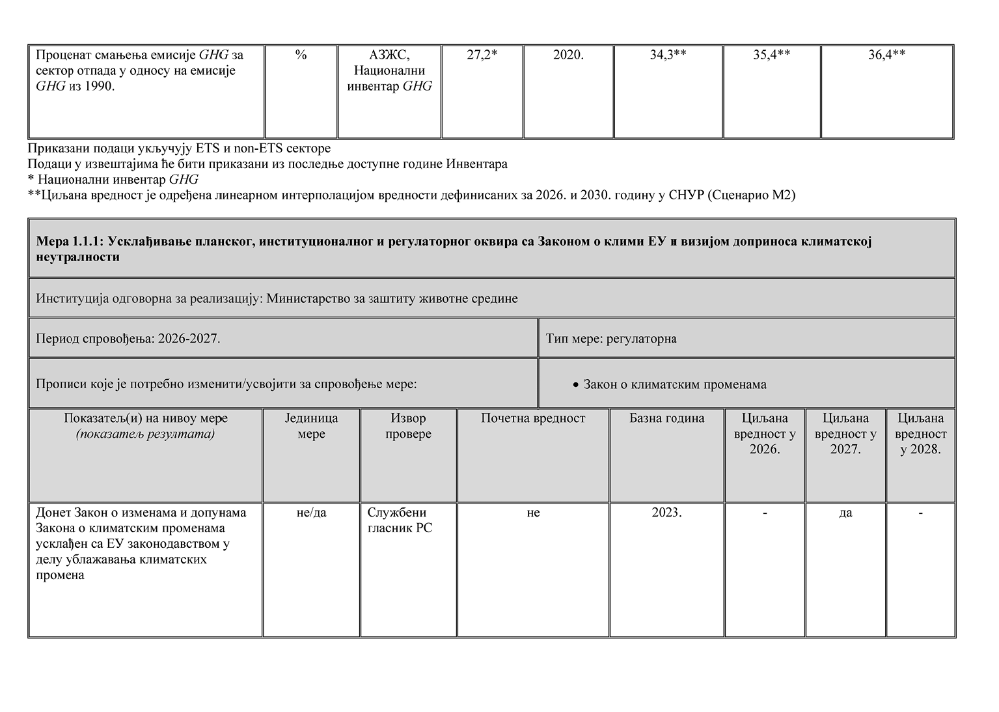 Проценат смањења емисије GHG за
сектор отпада у односу на емисије
GHG из 1990.
%
АЗЖС,
Национални
инвентар GHG
27,2*
2020.
34,3**
35,4**
36,4**
Приказани подаци укључују ETS и non-ETS секторе
Подаци у извештајима ће бити приказани из последње доступне године Инвентара
* Национални инвентар GHG
**Циљана вредност је одређена линеарном интерполацијом вредности дефинисаних за 2026. и 2030. годину у СНУР (Сценарио М2)
Мера 1.1.1: Усклађивање планског, институционалног и регулаторног оквира са Законом о клими ЕУ и визијом доприноса климатској
неутралности
Институција одговорна за реализацију: Министарство за заштиту животне средине
Период спровођења: 2026-2027.
Тип мере: регулаторна
Прописи које је потребно изменити/усвојити за спровођење мере:
• Закон о климатским променама
Показатељ(и) на нивоу мере
(показатељ резултата)
Јединица
мере
Извор
провере
Почетна вредност
Базна година
Циљана
вредност у
2026.
Циљана
вредност у
2027.
Циљана
вредност
у 2028.
Донет Закон о изменама и допунама
Закона о климатским променама
усклађен са ЕУ законодавством у
делу ублажавања климатских
промена
не/да
Службени
гласник РС
не
2023.
-
да
-